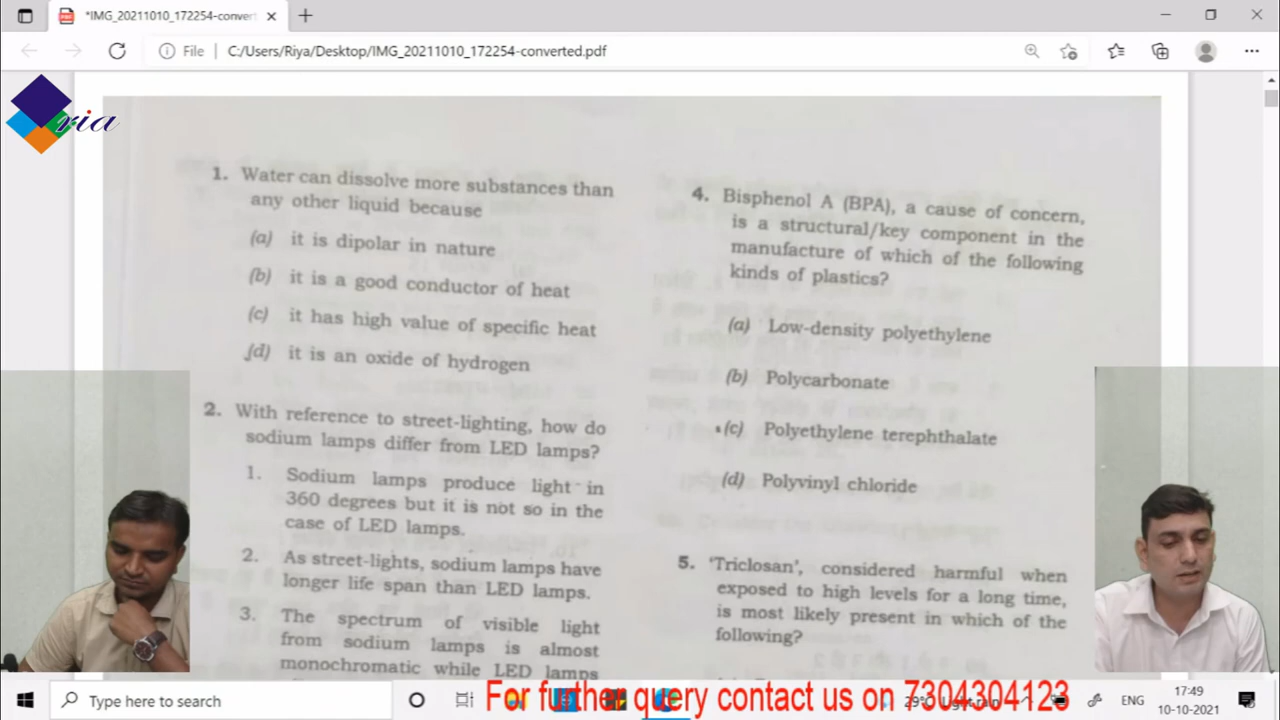 *IMG_20211010_172254-conver
File
C:/Users/Riya/Desktop/IMG_20211010_172254-converted.pdf
ria
1. Water can dissolve more substances than
any other liquid because
(a) it is dipolar in nature
(b) it is a good conductor of heat
(c) it has high value of specific heat
(d) it is an oxide of hydrogen
2. With reference to street-lighting, how do
sodium lamps differ from LED lamps?
1. Sodium lamps produce light in
360 degrees but it is not so in the
case of LED lamps.
2. As street-lights, sodium lamps have
longer life span than LED lamps.
3. The spectrum of visible light
from sodium lamps is almost
monochromatic while LED lamps
4. Bisphenol A (BPA), a cause of concern,
is a structural/key component in the
manufacture of which of the following
kinds of plastics?
(a) Low-density polyethylene
(b) Polycarbonate
(c) Polyethylene terephthalate
(d) Polyvinyl chloride
5. 'Triclosan', considered harmful when
exposed to high levels for a long time,
is most likely present in which of the
following?
Type here to search
For further query contact us on 7304304123
29°
ENG
17:49
10-10-2021